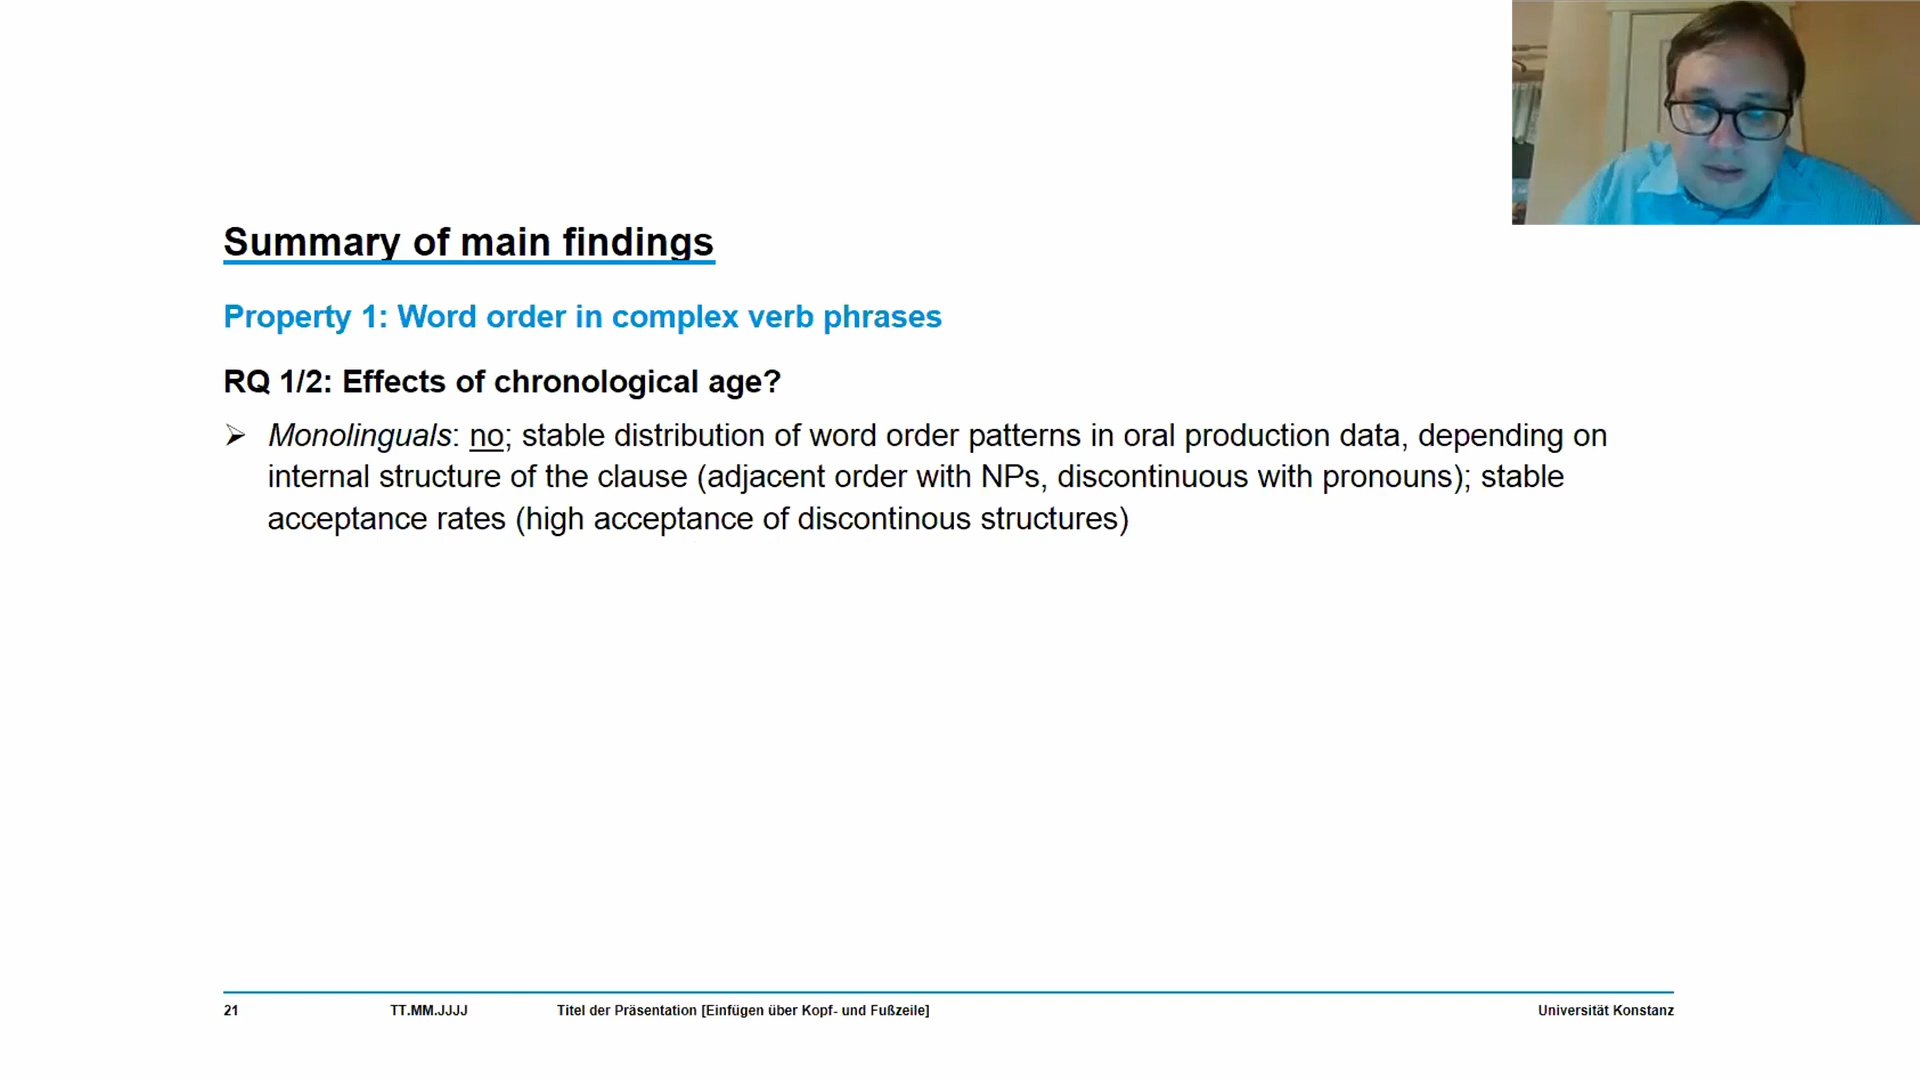 Summary of main findings
Property 1: Word order in complex verb phrases
RQ 1/2: Effects of chronological age?
➢ Monolinguals: no; stable distribution of word order patterns in oral production data, depending on
internal structure of the clause (adjacent order with NPs, discontinuous with pronouns); stable
acceptance rates (high acceptance of discontinous structures)
21 TT.MM.JJJJ Titel der Präsentation [Einfügen über Kopf- und Fußzeile] Universität Konstanz